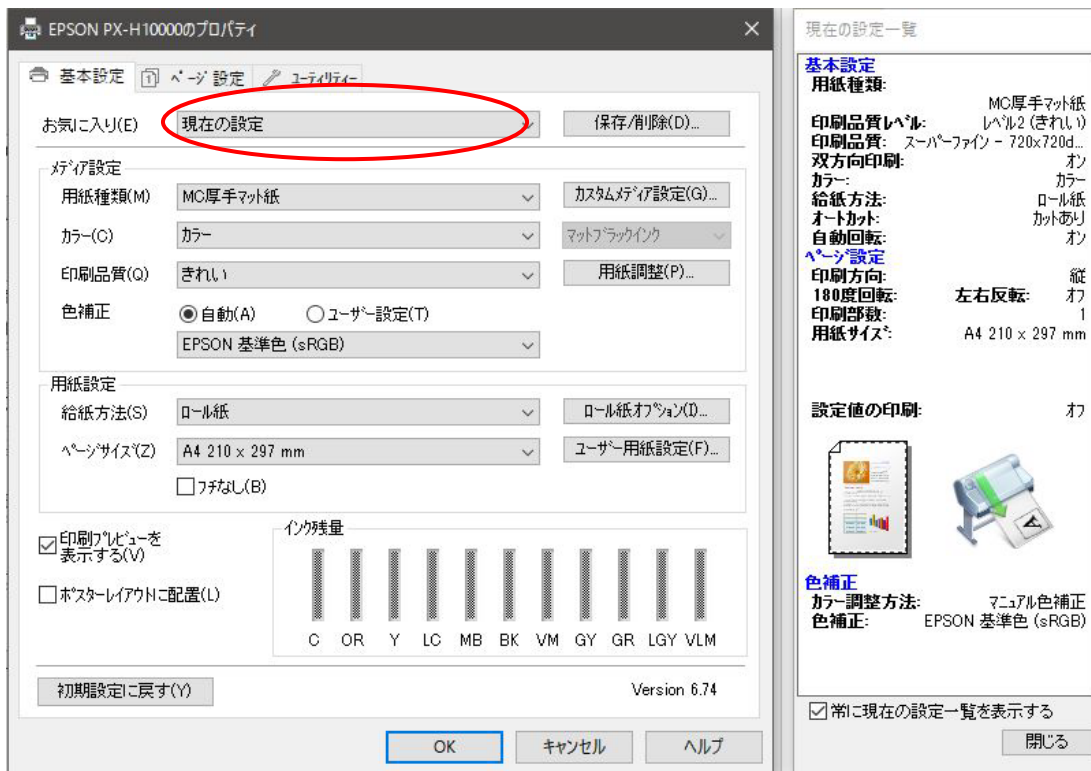 EPSON PX-H10000のプロパティ
基本設定 ページ設定 ユーティリティー
お気に入り(E) 現在の設定 保存/削除(D)...
メディア設定
用紙種類(M) MC厚手マット紙 カスタムメディア設定(G)...
カラー(C) カラー マットブラックインク
印刷品質(Q) きれい 用紙調整(P)...
色補正 自動(A) ユーザー設定(T)
EPSON 基準色 (sRGB)
用紙設定
給紙方法(S) ロール紙 ロール紙オプション(I)...
ページサイズ(Z) A4 210 x 297 mm ユーザー用紙設定(F)...
フチなし(B)
印刷プレビューを
表示する(V)
ポスターレイアウトに配置(L)
インク残量
C OR Y LC MB BK VM GY GR LGY VLM
初期設定に戻す(Y) Version 6.74
OK キャンセル ヘルプ
現在の設定一覧
基本設定
用紙種類:
MC厚手マット紙
印刷品質レベル: レベル2 (きれい)
印刷品質: スーパーファイン - 720x720d...
双方向印刷: オン
カラー: カラー
給紙方法: ロール紙
オートカット: カットあり
自動回転: オン
ページ設定
印刷方向: 縦
180度回転: 左右反転: オフ
印刷部数: 1
用紙サイズ: A4 210 x 297 mm
設定値の印刷: オフ
A
色補正
カラー調整方法: マニュアル色補正
色補正: EPSON 基準色 (sRGB)
常に現在の設定一覧を表示する
閉じる